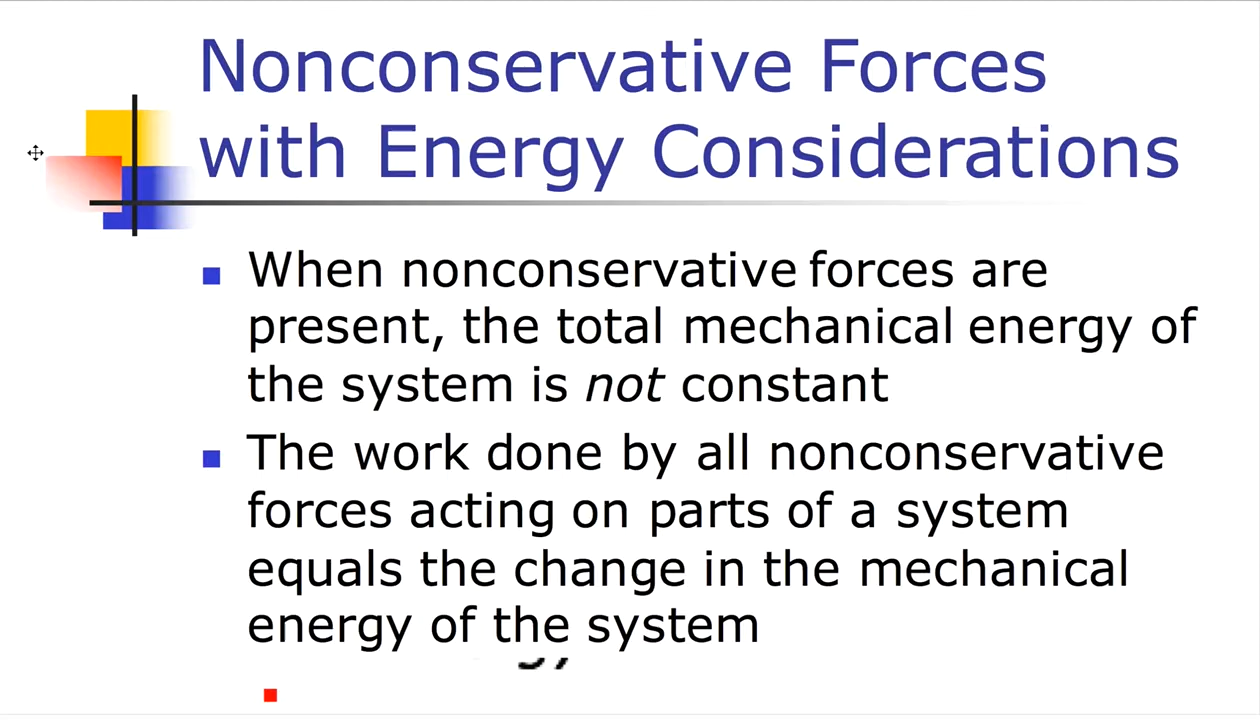 Nonconservative Forces
with Energy Considerations
When nonconservative forces are
present, the total mechanical energy of
the system is not constant
The work done by all nonconservative
forces acting on parts of a system
equals the change in the mechanical
energy of the system